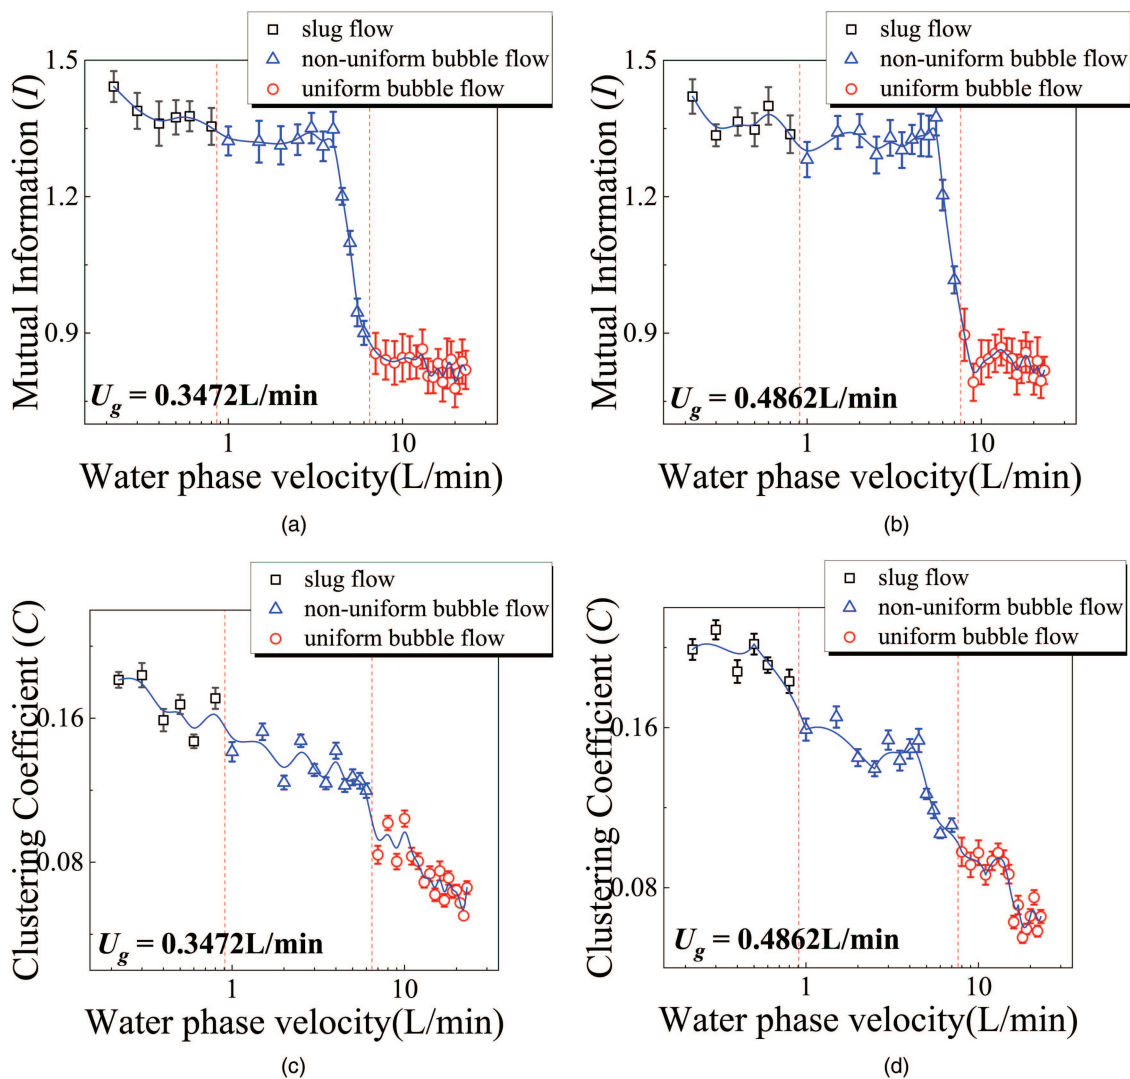 slug flow
non-uniform bubble flow
uniform bubble flow
1.5
1.2
0.9
Mutual Information (I)
U_g = 0.3472L/min
1
10
Water phase velocity(L/min)
(a)
slug flow
non-uniform bubble flow
uniform bubble flow
1.5
1.2
0.9
Mutual Information (I)
U_g = 0.4862L/min
1
10
Water phase velocity(L/min)
(b)
slug flow
non-uniform bubble flow
uniform bubble flow
0.16
0.08
Clustering Coefficient (C)
U_g = 0.3472L/min
1
10
Water phase velocity(L/min)
(c)
slug flow
non-uniform bubble flow
uniform bubble flow
0.16
0.08
Clustering Coefficient (C)
U_g = 0.4862L/min
1
10
Water phase velocity(L/min)
(d)